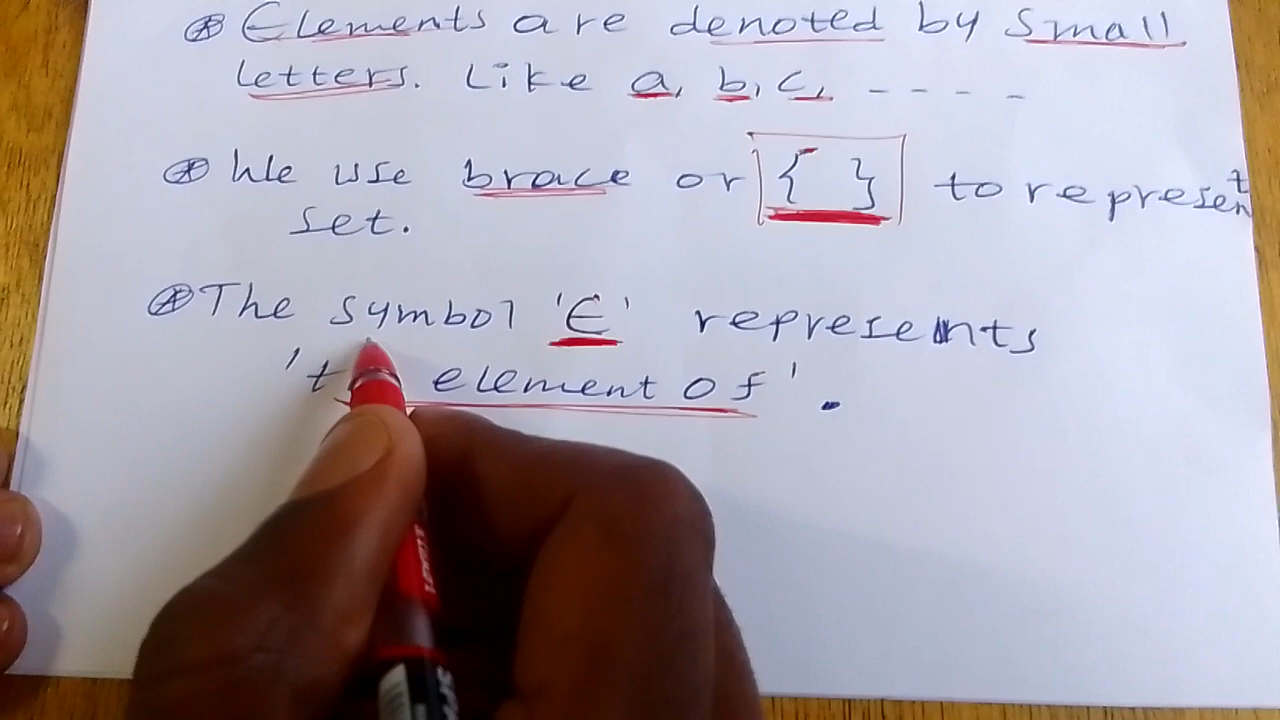 ⊛ Elements are denoted by small
letters. Like a, b, c, - - - -
⊛ We use brace or { } to represent
set.
⊛ The symbol '∈' represents
element of'.